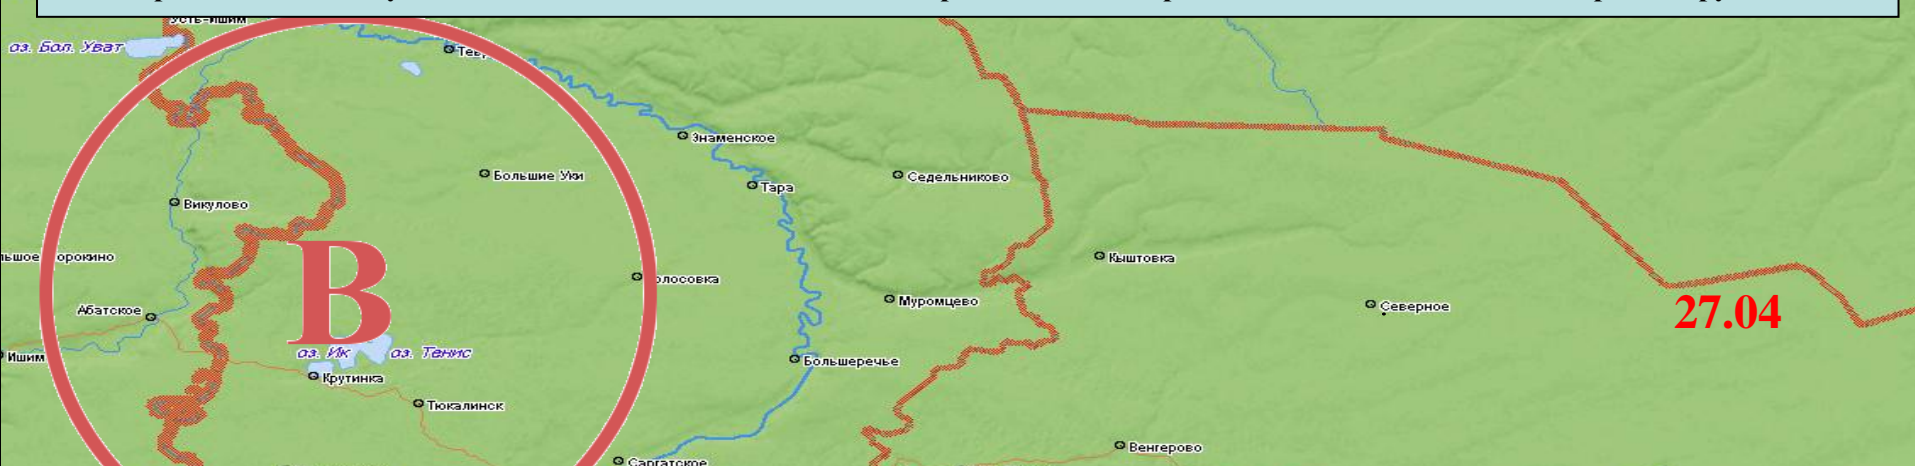 Усть-Ишим
оз. Бол. Уват
Знаменское
Большие Уки
Седельниково
Тара
Викулово
Кыштовка
В
Муромцево
Абатское
Северное
27.04
оз. Ик
оз. Тенис
Ишим
Большеречье
Крутинка
Тюкалинск
Венгерово
Саргатское